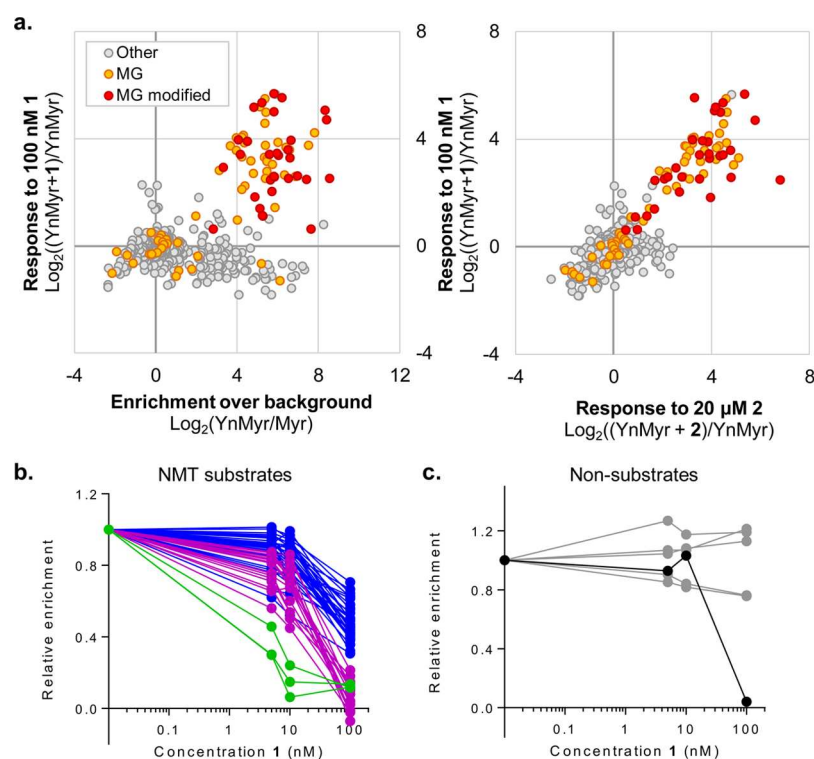 a.
Other
MG
MG modified
Response to 100 nM 1
Log2((YnMyr+1)/YnMyr)
8
4
0
-4
-4
0
4
8
12
Enrichment over background
Log2(YnMyr/Myr)
Response to 100 nM 1
Log2((YnMyr+1)/YnMyr)
8
4
0
-4
-4
0
4
8
Response to 20 µM 2
Log2((YnMyr + 2)/YnMyr)
b.
NMT substrates
Relative enrichment
1.2
0.8
0.4
0.0
0.1
1
10
100
Concentration 1 (nM)
c.
Non-substrates
Relative enrichment
1.2
0.8
0.4
0.0
0.1
1
10
100
Concentration 1 (nM)